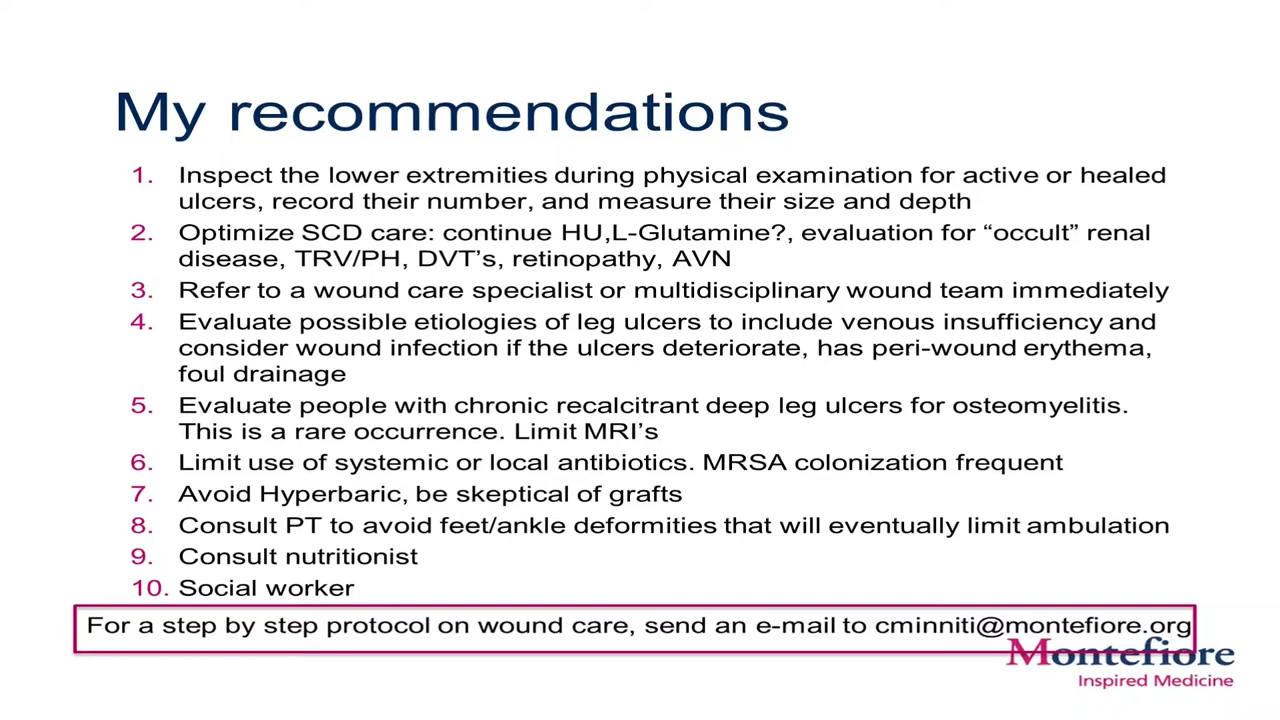 My recommendations
1. Inspect the lower extremities during physical examination for active or healed
ulcers, record their number, and measure their size and depth
2. Optimize SCD care: continue HU,L-Glutamine?, evaluation for “occult” renal
disease, TRV/PH, DVT’s, retinopathy, AVN
3. Refer to a wound care specialist or multidisciplinary wound team immediately
4. Evaluate possible etiologies of leg ulcers to include venous insufficiency and
consider wound infection if the ulcers deteriorate, has peri-wound erythema,
foul drainage
5. Evaluate people with chronic recalcitrant deep leg ulcers for osteomyelitis.
This is a rare occurrence. Limit MRI’s
6. Limit use of systemic or local antibiotics. MRSA colonization frequent
7. Avoid Hyperbaric, be skeptical of grafts
8. Consult PT to avoid feet/ankle deformities that will eventually limit ambulation
9. Consult nutritionist
10. Social worker
For a step by step protocol on wound care, send an e-mail to cminniti@montefiore.org
Montefiore
Inspired Medicine